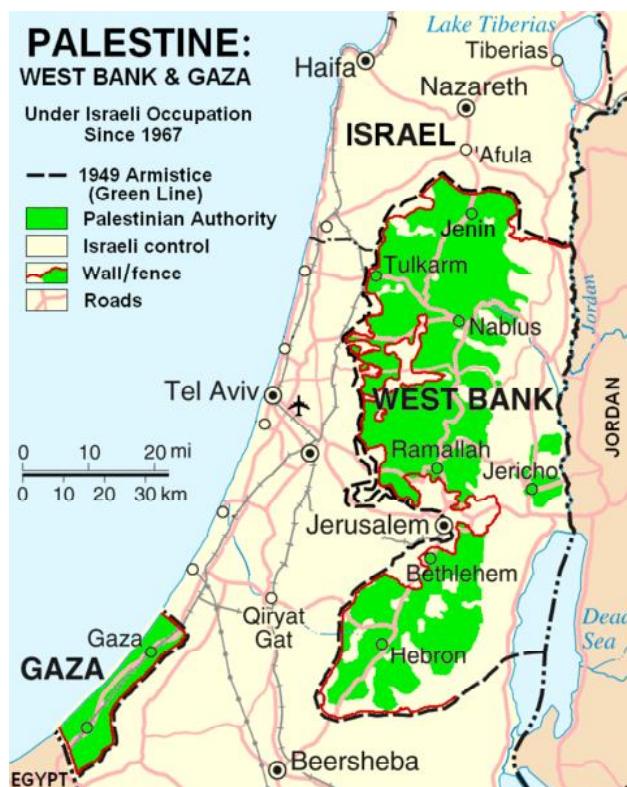 PALESTINE:
WEST BANK & GAZA
Under Israeli Occupation
Since 1967
1949 Armistice
(Green Line)
Palestinian Authority
Israeli control
Wall/fence
Roads
Lake Tiberias
Tiberias
Haifa
Nazareth
ISRAEL
'Afula
Jenin
Tulkarm
Nablus
Jordan
Tel Aviv
WEST BANK
JORDAN
0 10 20 mi
0 10 20 30 km
Ramallah
Jericho
Jerusalem
Bethlehem
Qiryat
Gat
Gaza
GAZA
Hebron
Dead
Sea
Beersheba
EGYPT